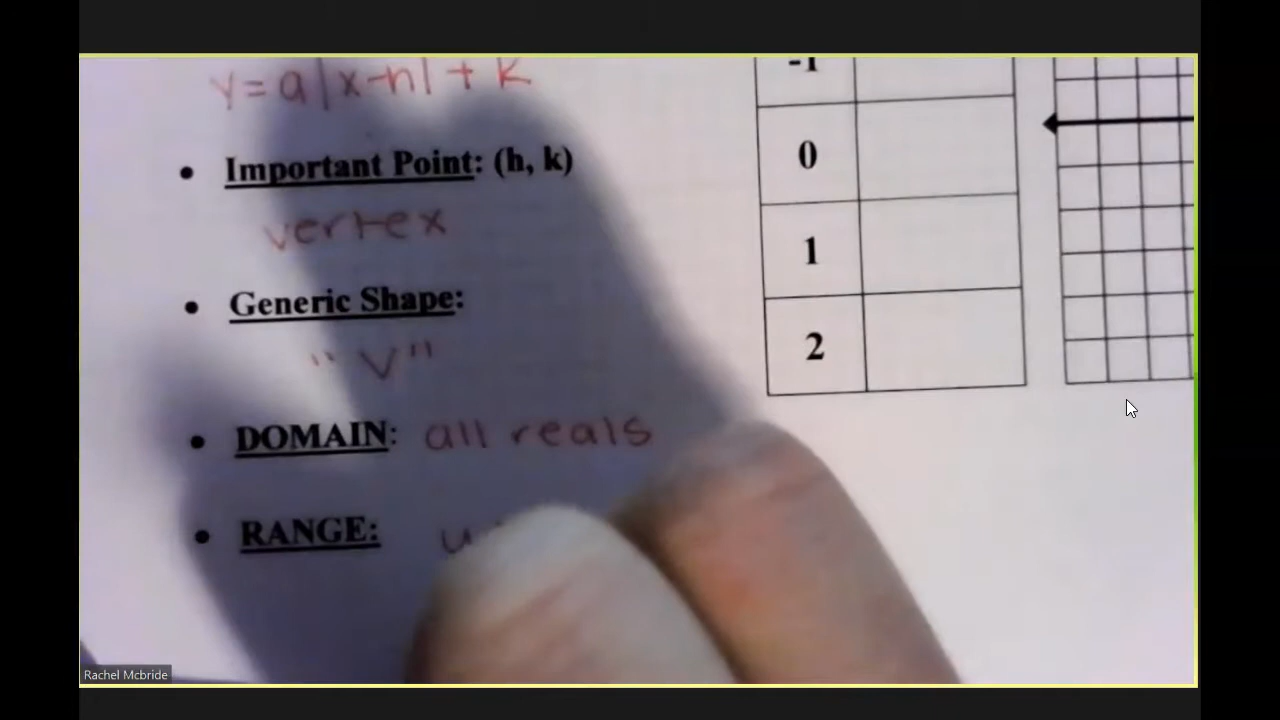 y=a|x-h|+k
-1
Important Point: (h, k)
0
vertex
1
Generic Shape:
"V"
2
DOMAIN: all reals
RANGE:
Rachel Mcbride